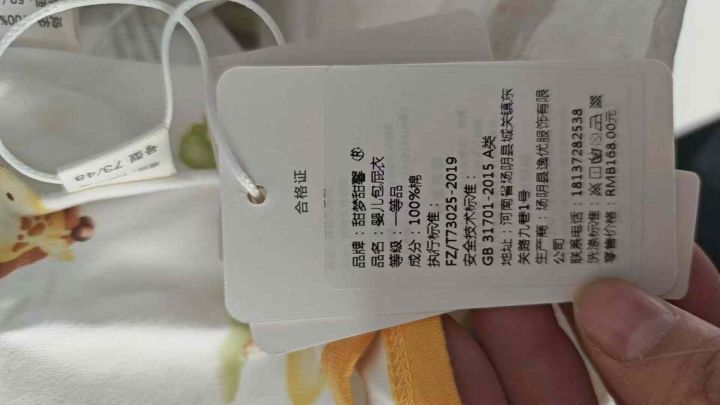 合格证
品牌：甜梦甜馨 ®
品名：婴儿包屁衣
等级：一等品
成分：100%棉
执行标准：
FZ/T73025-2019
安全技术标准：
GB 31701-2015 A类
地址：河南省汤阴县城关镇东
关路九巷1号
生产商：汤阴县逸优服饰有限
公司
联系电话：18137282538
洗涤标准：
零售价格：RMB168.00元
73/48